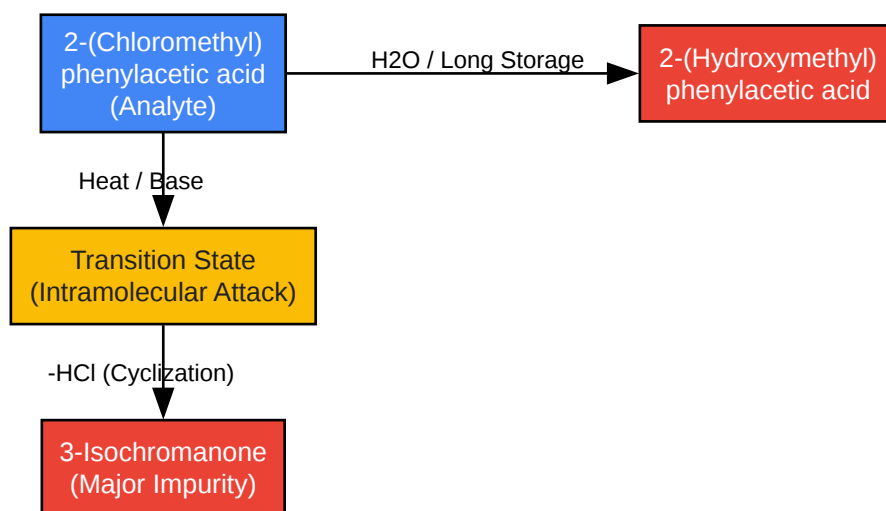 2-(Chloromethyl)
phenylacetic acid
(Analyte)
H2O / Long Storage
2-(Hydroxymethyl)
phenylacetic acid
Heat / Base
Transition State
(Intramolecular Attack)
-HCl (Cyclization)
3-Isochromanone
(Major Impurity)